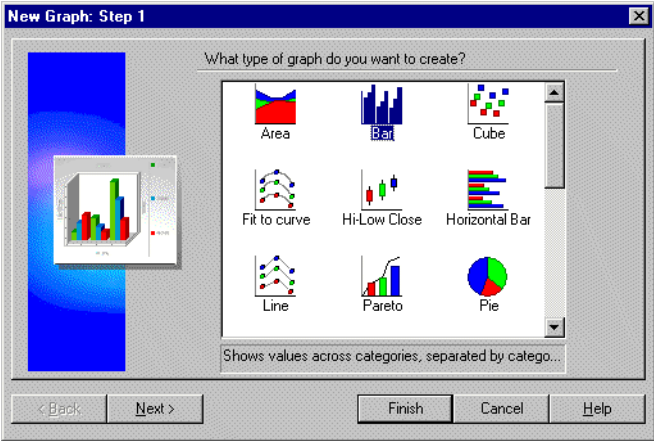 New Graph: Step 1
What type of graph do you want to create?
Area
Bar
Cube
Fit to curve
Hi-Low Close
Horizontal Bar
Line
Pareto
Pie
Shows values across categories, separated by catego...
< Back
Next >
Finish
Cancel
Help